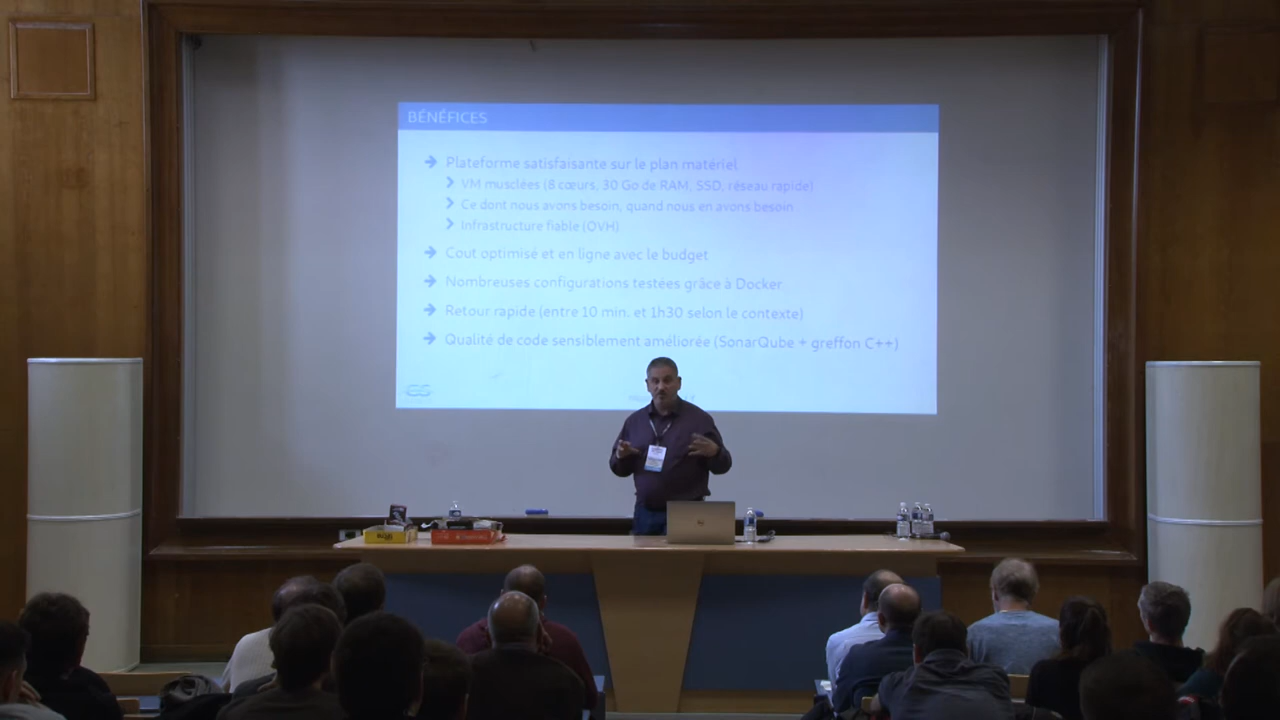 BÉNÉFICES
➔ Plateforme satisfaisante sur le plan matériel
> VM musclées (8 cœurs, 30 Go de RAM, SSD, réseau rapide)
> Ce dont nous avons besoin, quand nous en avons besoin
> Infrastructure fiable (OVH)
➔ Cout optimisé et en ligne avec le budget
➔ Nombreuses configurations testées grâce à Docker
➔ Retour rapide (entre 10 min. et 1h30 selon le contexte)
➔ Qualité de code sensiblement améliorée (SonarQube + greffon C++)